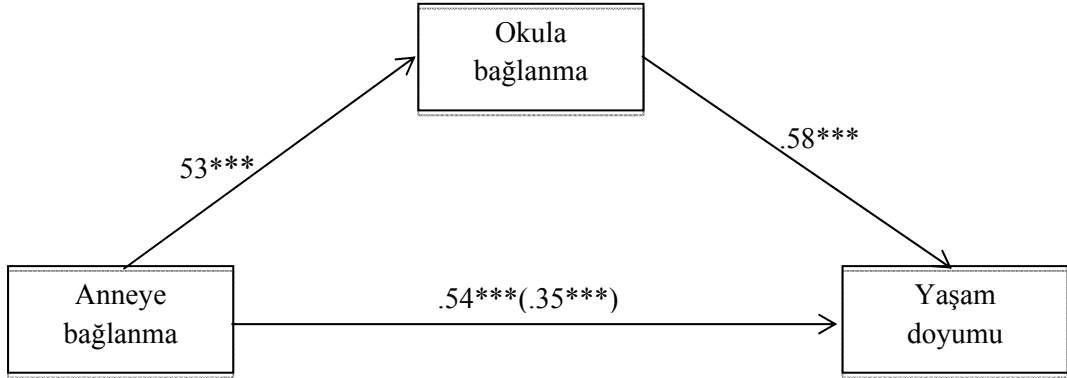 Okula
bağlanma
53***
.58***
Anneye
bağlanma
.54***(.35***)
Yaşam
doyumu